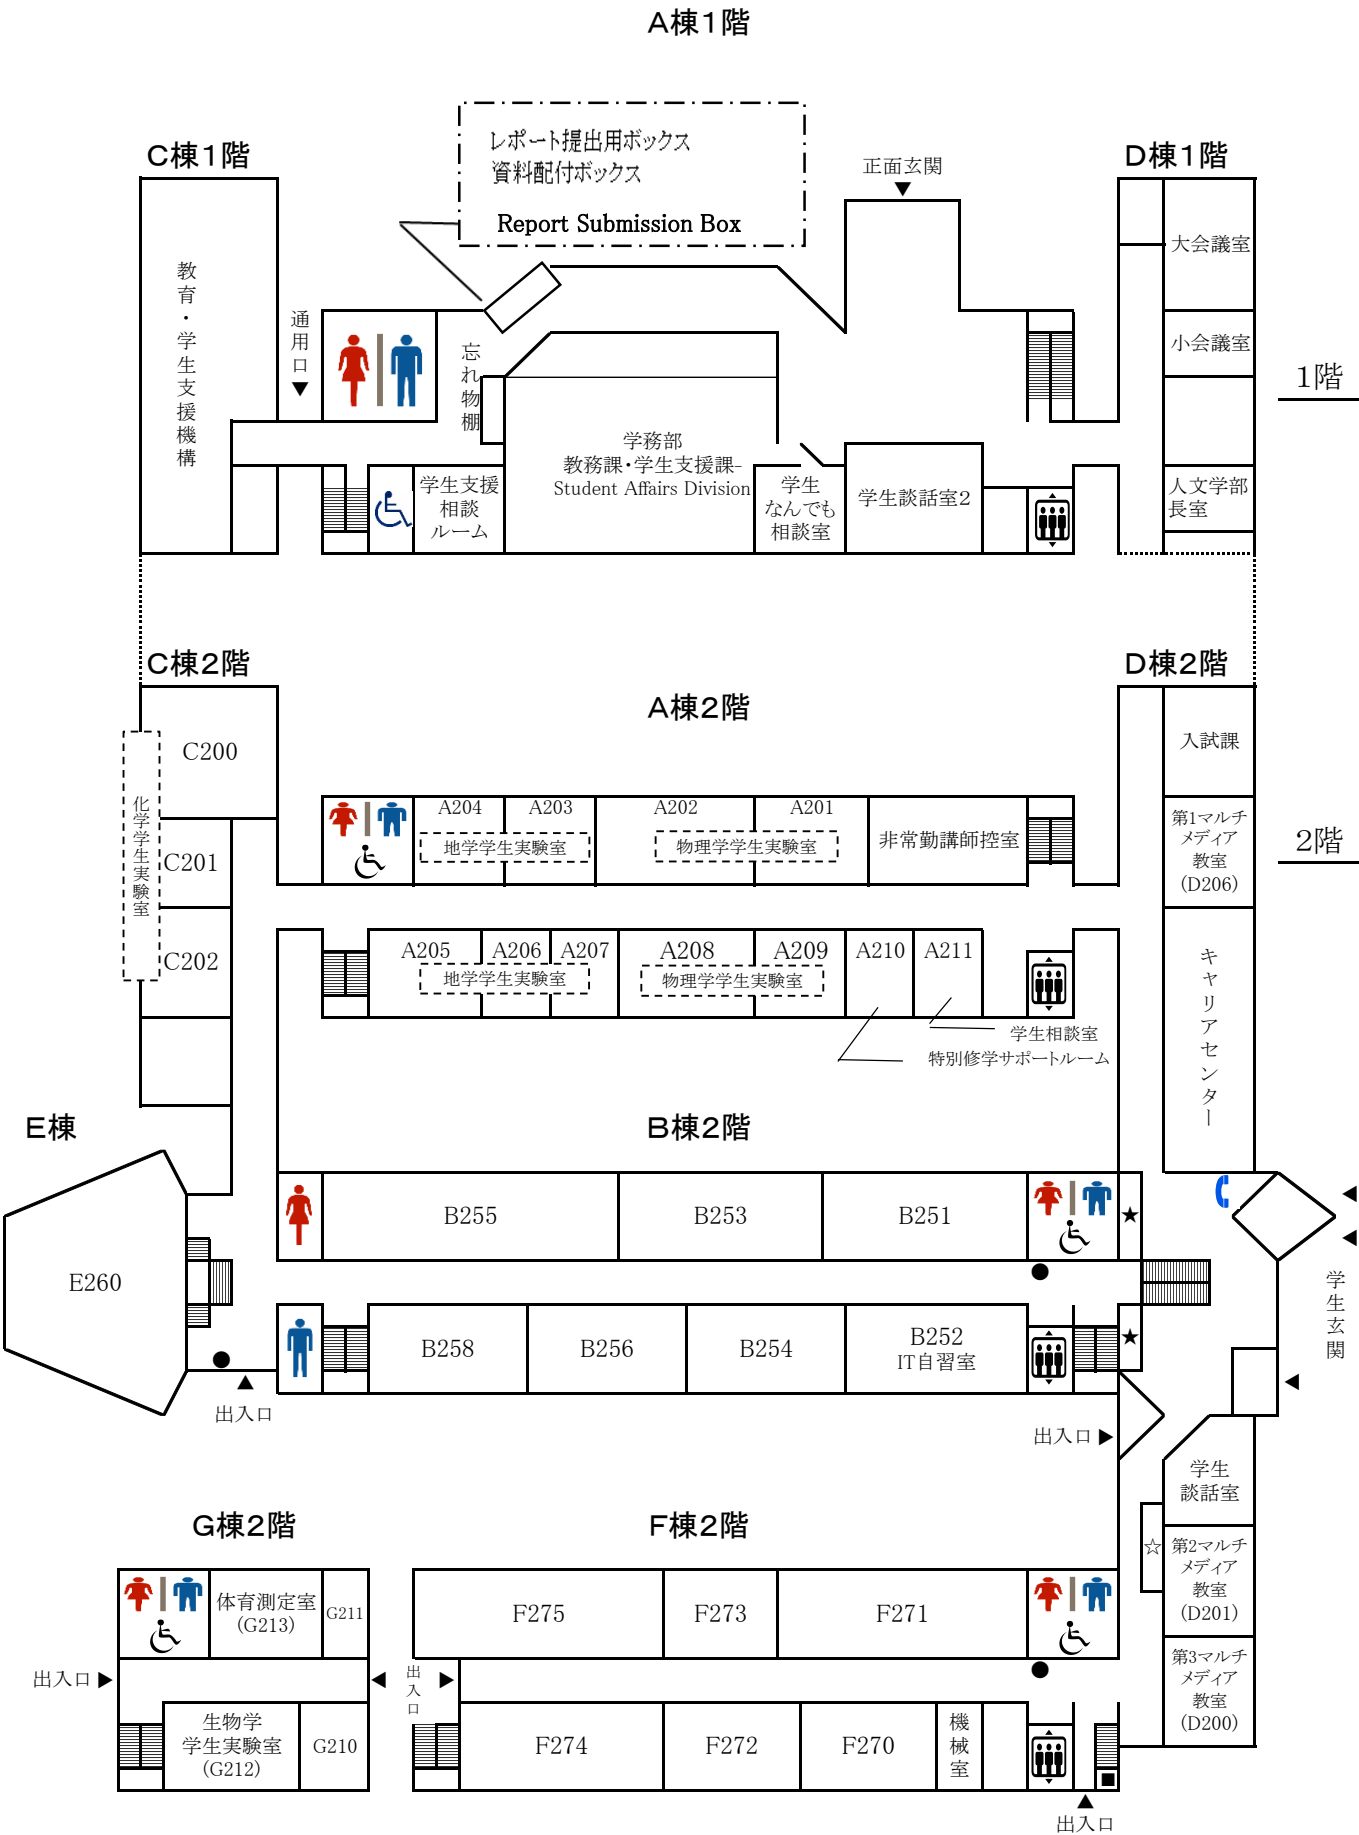 A棟1階
C棟1階
レポート提出用ボックス
資料配付ボックス
Report Submission Box
正面玄関
D棟1階
教育・学生支援機構
通用口
忘れ物棚
学務部
教務課・学生支援課-
Student Affairs Division
学生支援
相談
ルーム
学生
なんでも
相談室
学生談話室2
大会議室
小会議室
人文学部
長室
1階
C棟2階
A棟2階
D棟2階
C200
化学学生実験室
C201
C202
A204
A203
地学学生実験室
A202
A201
物理学学生実験室
非常勤講師控室
入試課
第1マルチ
メディア
教室
(D206)
2階
A205
A206
A207
地学学生実験室
A208
A209
物理学学生実験室
A210
A211
学生相談室
特別修学サポートルーム
キャリアセンター
E棟
B棟2階
E260
B255
B253
B251
★
B258
B256
B254
B252
IT自習室
★
学生玄関
出入口
出入口
学生
談話室
G棟2階
F棟2階
☆
第2マルチ
メディア
教室
(D201)
体育測定室
(G213)
G211
F275
F273
F271
出入口
出入口
第3マルチ
メディア
教室
(D200)
生物学
学生実験室
(G212)
G210
F274
F272
F270
機械室
出入口